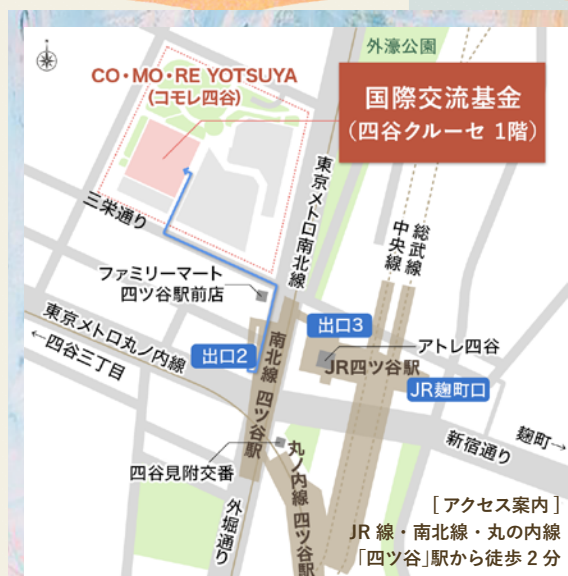 外濠公園
CO・MO・RE YOTSUYA
(コモレ四谷)
国際交流基金
(四谷クルーセ 1階)
東京メトロ南北線
三栄通り
総武線
中央線
ファミリーマート
四ツ谷駅前店
東京メトロ丸ノ内線
←四谷三丁目
出口2
出口3
アトレ四谷
JR四ツ谷駅
JR麹町口
南北線 四ツ谷駅
新宿通り
麹町→
四谷見附交番
丸ノ内線 四ツ谷駅
外堀通り
[ アクセス案内 ]
JR 線・南北線・丸の内線
「四ツ谷」駅から徒歩 2 分